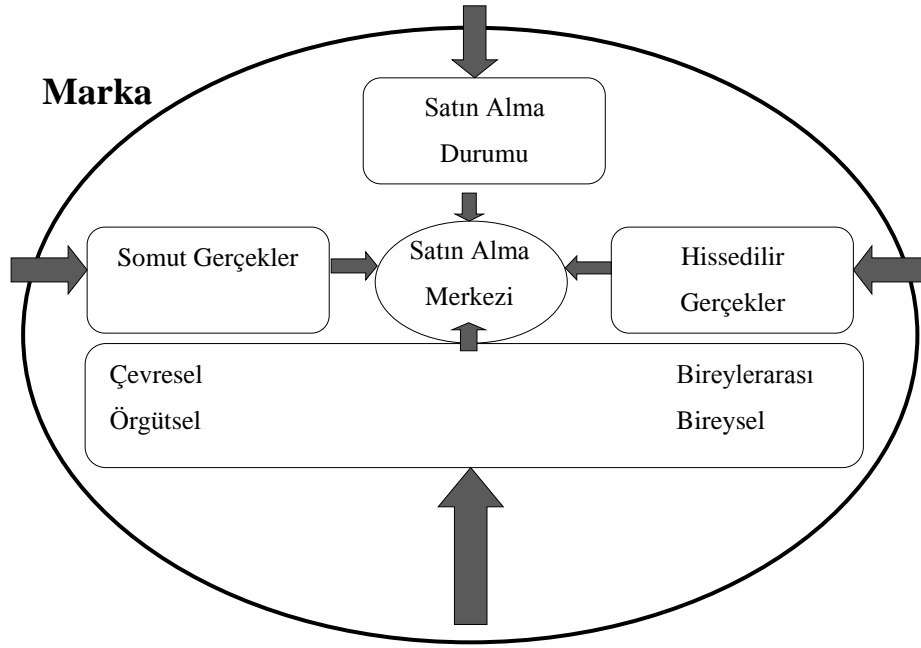 Marka
Satın Alma
Durumu
Somut Gerçekler
Satın Alma
Merkezi
Hissedilir
Gerçekler
Çevresel
Örgütsel
Bireylerarası
Bireysel